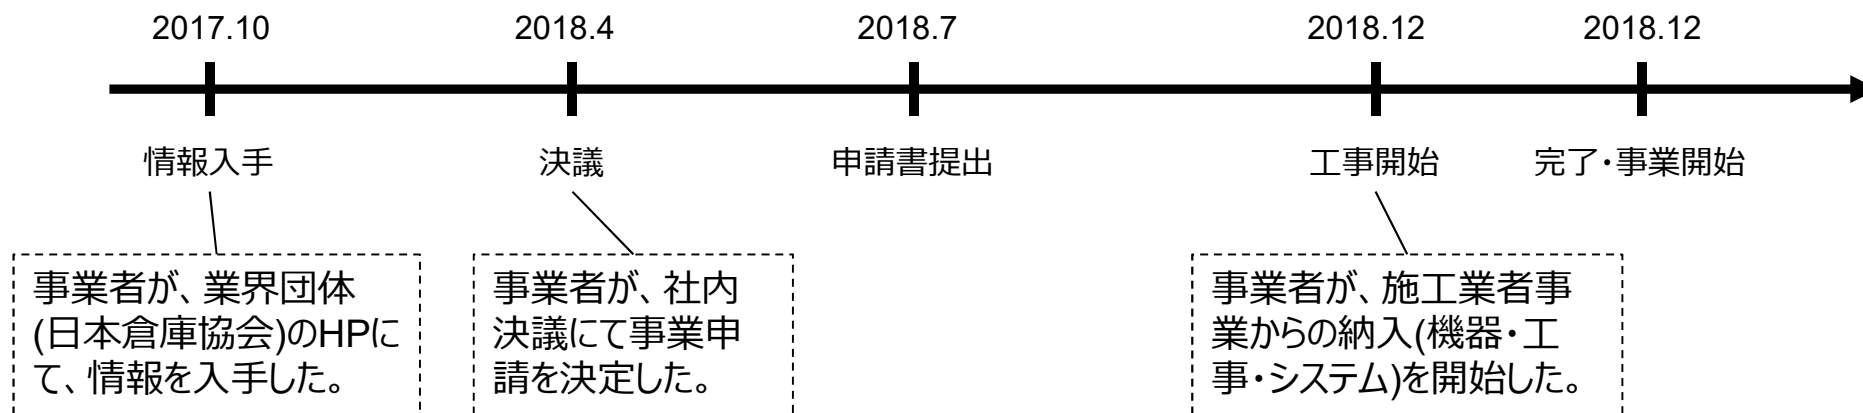 2017.10 2018.4 2018.7 2018.12 2018.12
情報入手 決議 申請書提出 工事開始 完了・事業開始
事業者が、業界団体
(日本倉庫協会)のHPに
て、情報を入手した。
事業者が、社内
決議にて事業申
請を決定した。
事業者が、施工業者事
業からの納入(機器・工
事・システム)を開始した。